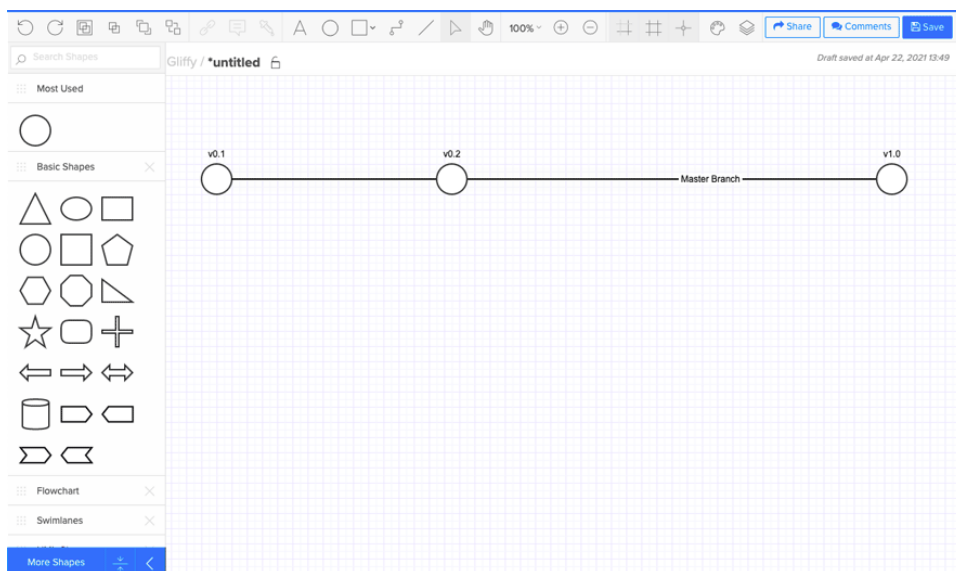 100%
Share
Comments
Save
Search Shapes
Gliffy / *untitled
Draft saved at Apr 22, 2021 13:49
Most Used
v0.1
v0.2
v1.0
Basic Shapes
Master Branch
Flowchart
Swimlanes
More Shapes